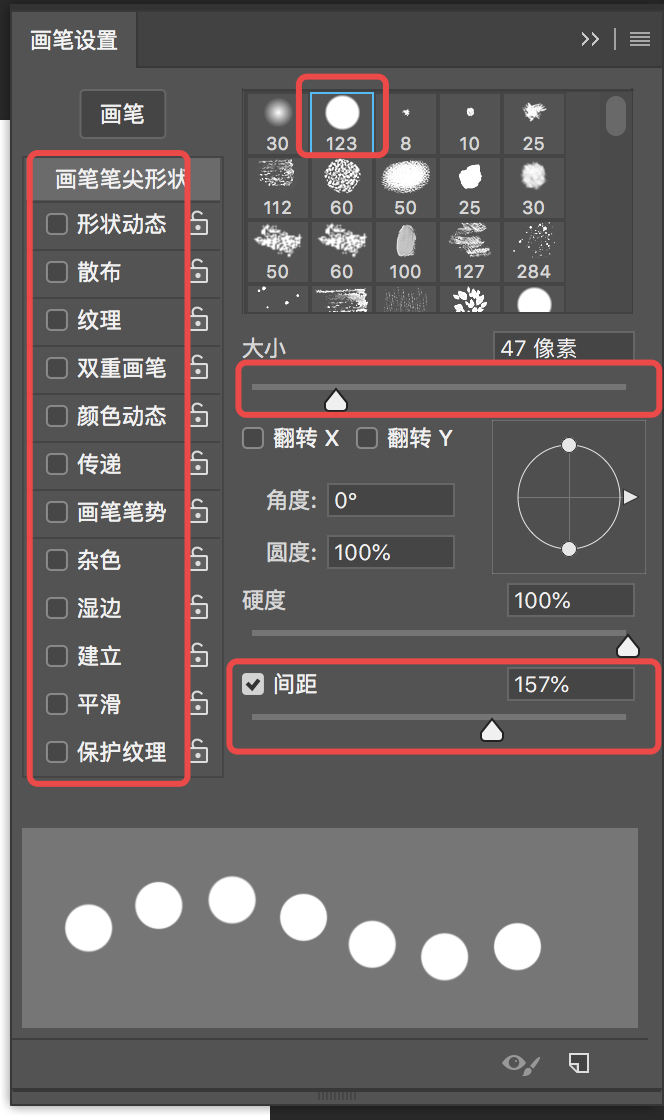 画笔设置
画笔
30 123 8 10 25
画笔笔尖形状
112 60 50 25 30
形状动态
50 60 100 127 284
散布
纹理
大小 47 像素
双重画笔
颜色动态
翻转 X 翻转 Y
传递
角度: 0°
画笔笔势
圆度: 100%
杂色
硬度 100%
湿边
建立
间距 157%
平滑
保护纹理